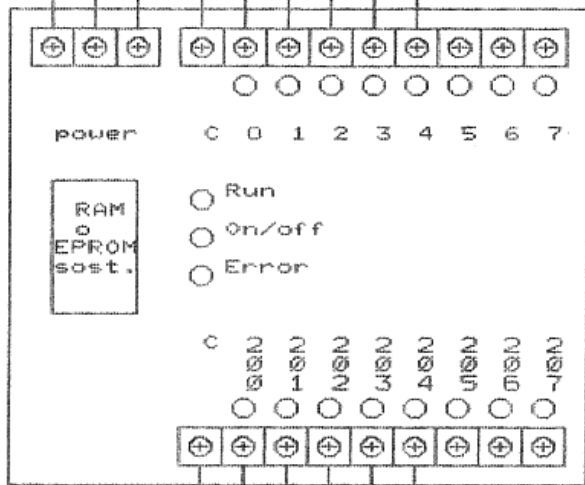 power C 0 1 2 3 4 5 6 7
Run
RAM
o
On/off
EPROM
Error
sost.
C 200 201 202 203 204 205 206 207